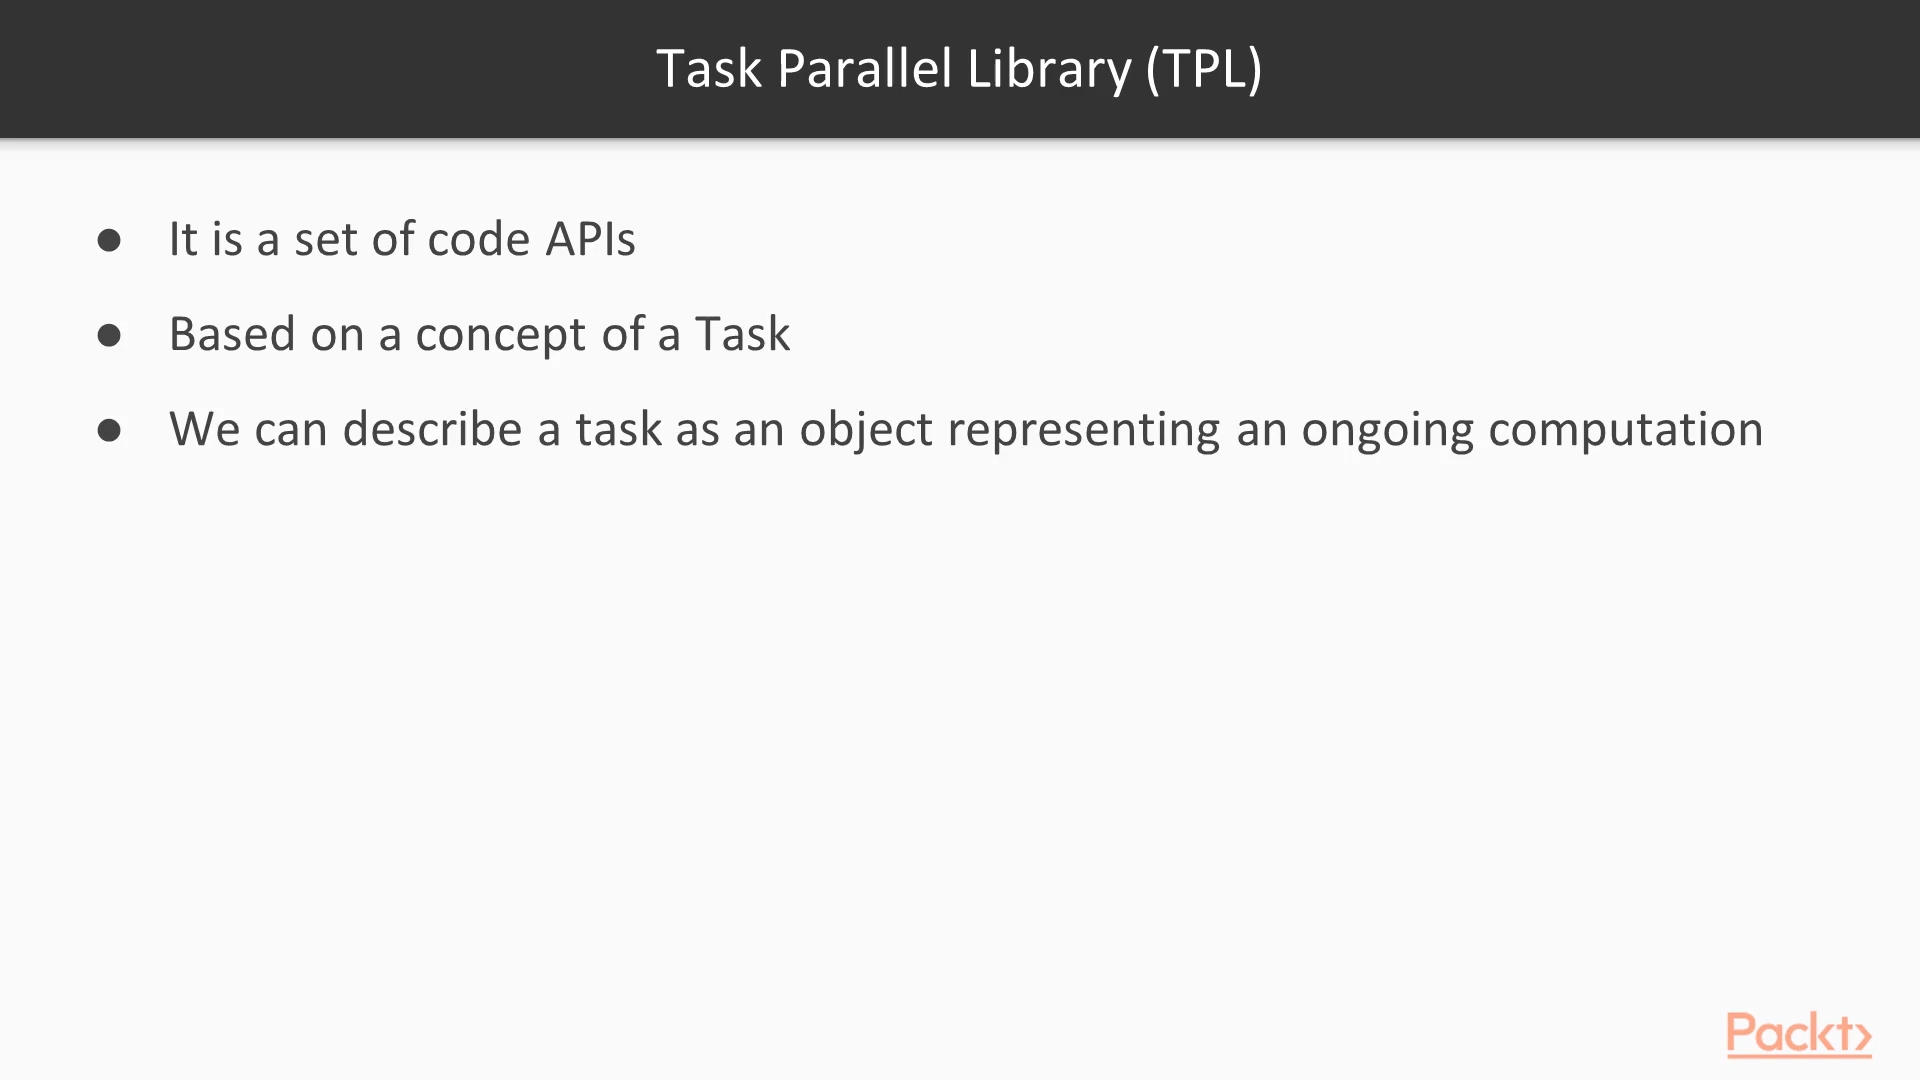 Task Parallel Library (TPL)
● It is a set of code APIs
● Based on a concept of a Task
● We can describe a task as an object representing an ongoing computation
Packt>